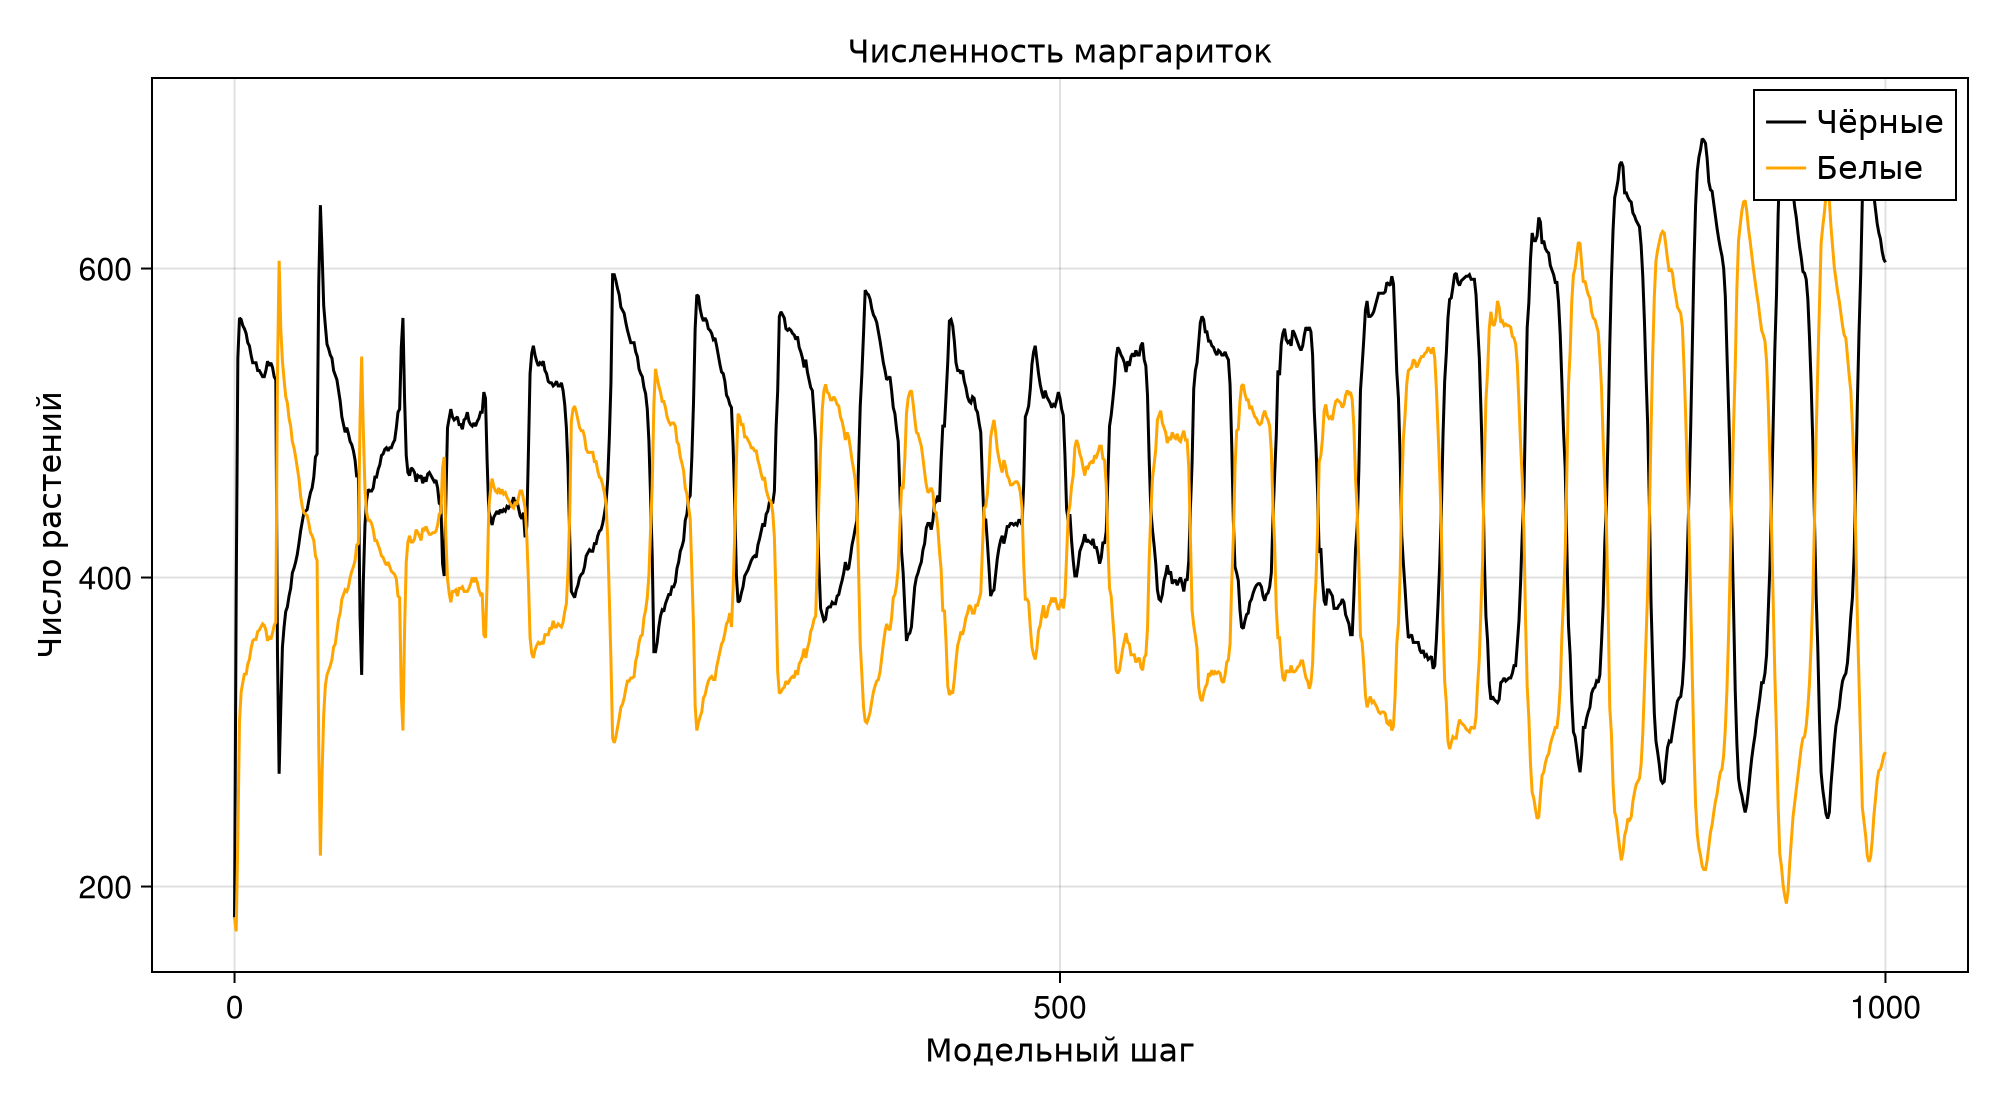 Численность маргариток
Чёрные
Белые
Число растений
600
400
200
0
500
1000
Модельный шаг